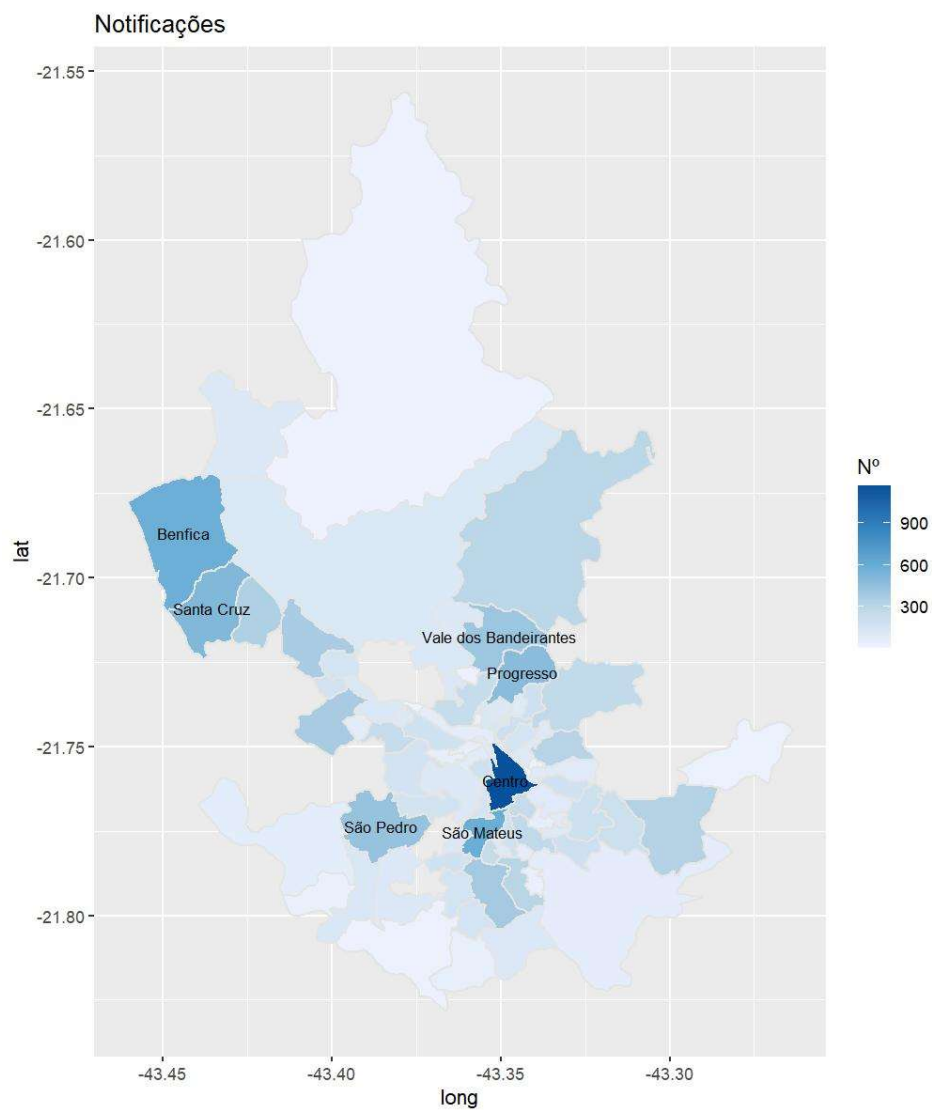 Notificações
-21.55
-21.60
-21.65
-21.70
-21.75
-21.80
lat
Benfica
Santa Cruz
Vale dos Bandeirantes
Progresso
Centro
São Pedro
São Mateus
Nº
900
600
300
-43.45
-43.40
-43.35
-43.30
long